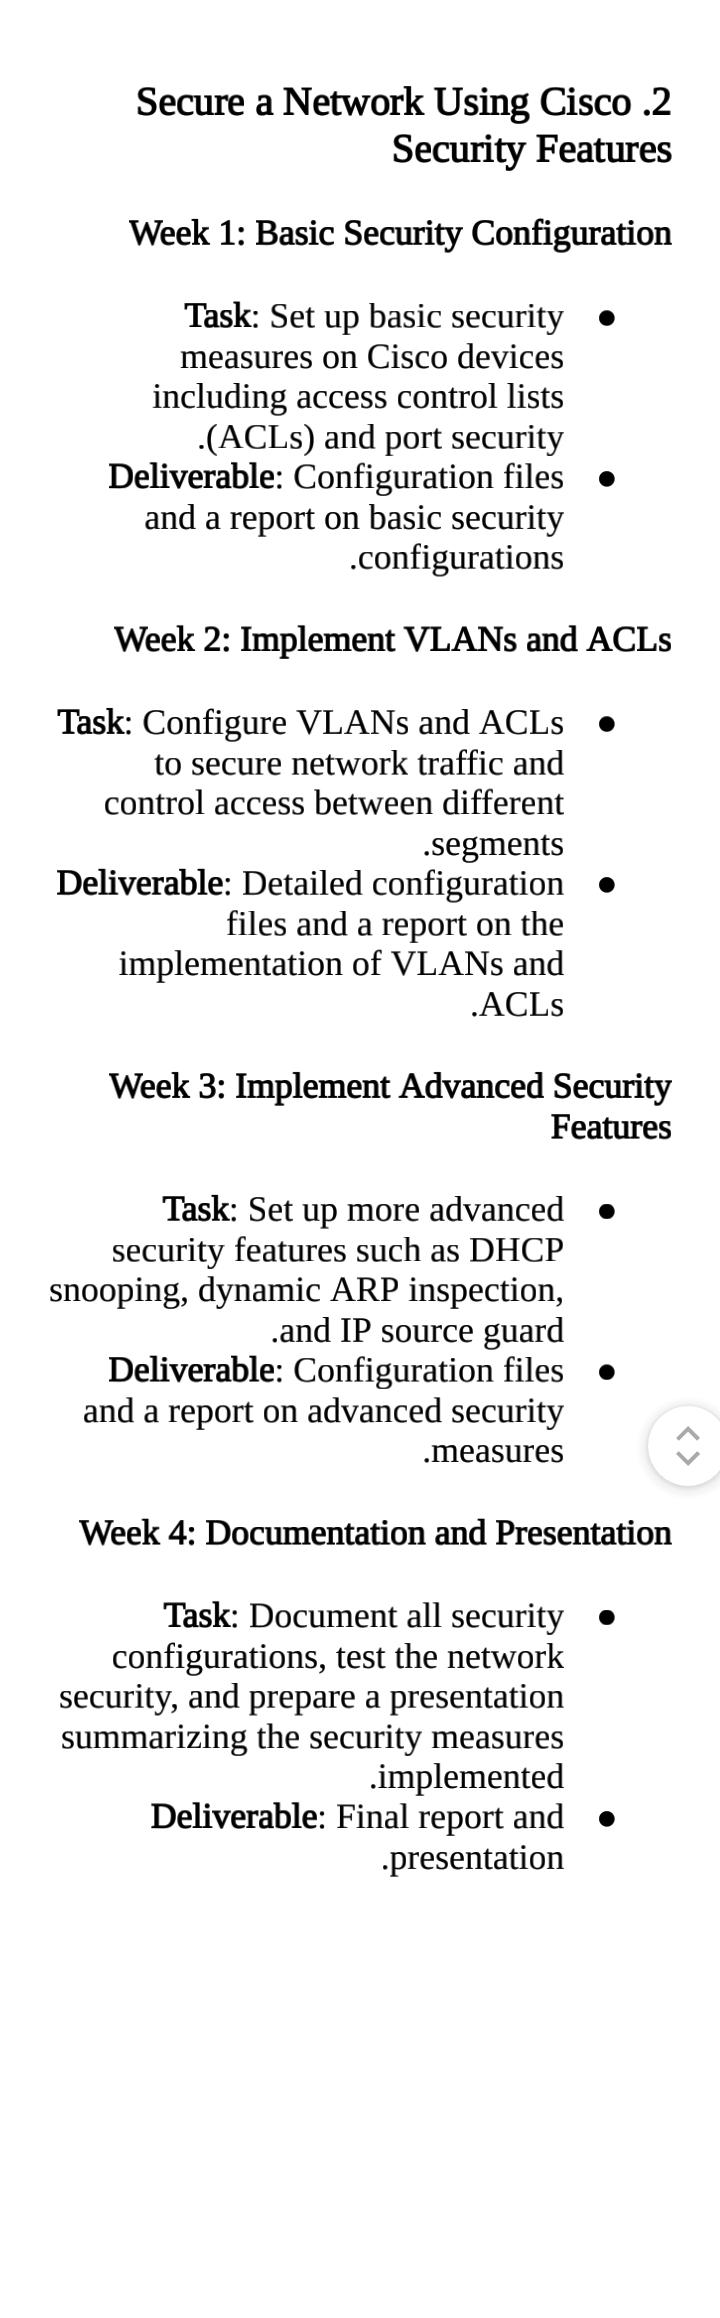 2. Secure a Network Using Cisco
Security Features
Week 1: Basic Security Configuration
● Task: Set up basic security
measures on Cisco devices
including access control lists
(ACLs) and port security.
● Deliverable: Configuration files
and a report on basic security
configurations.
Week 2: Implement VLANs and ACLs
● Task: Configure VLANs and ACLs
to secure network traffic and
control access between different
segments.
● Deliverable: Detailed configuration
files and a report on the
implementation of VLANs and
ACLs.
Week 3: Implement Advanced Security
Features
● Task: Set up more advanced
security features such as DHCP
snooping, dynamic ARP inspection,
and IP source guard.
● Deliverable: Configuration files
and a report on advanced security
measures.
Week 4: Documentation and Presentation
● Task: Document all security
configurations, test the network
security, and prepare a presentation
summarizing the security measures
implemented.
● Deliverable: Final report and
presentation.